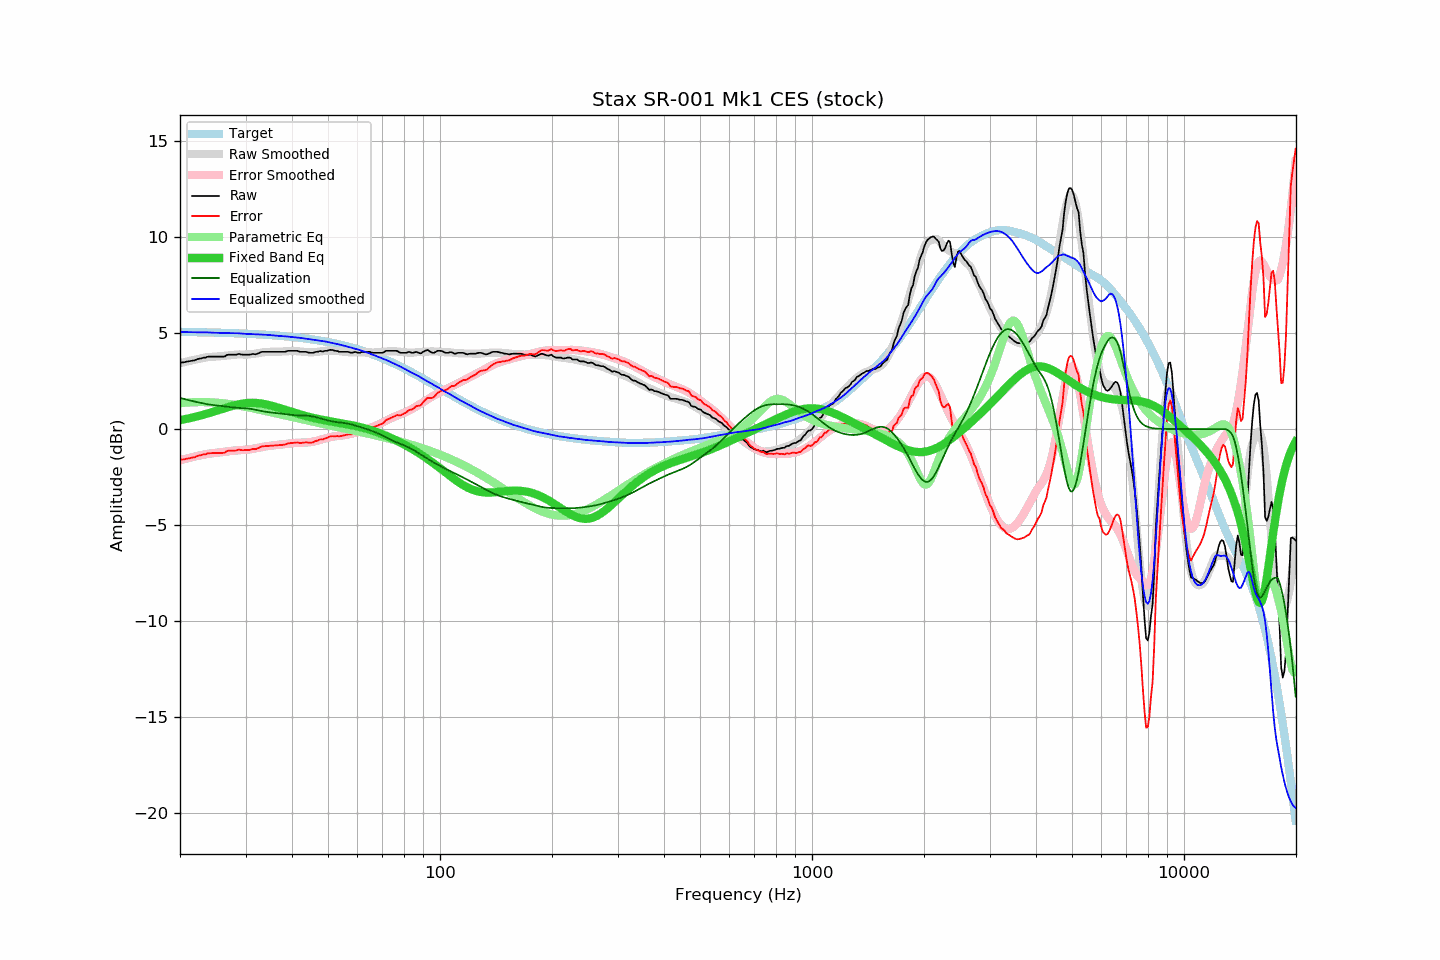 Stax SR-001 Mk1 CES (stock)
Target
Raw Smoothed
Error Smoothed
Raw
Error
Parametric Eq
Fixed Band Eq
Equalization
Equalized smoothed
15
10
5
0
−5
−10
−15
−20
Amplitude (dBr)
100
1000
10000
Frequency (Hz)